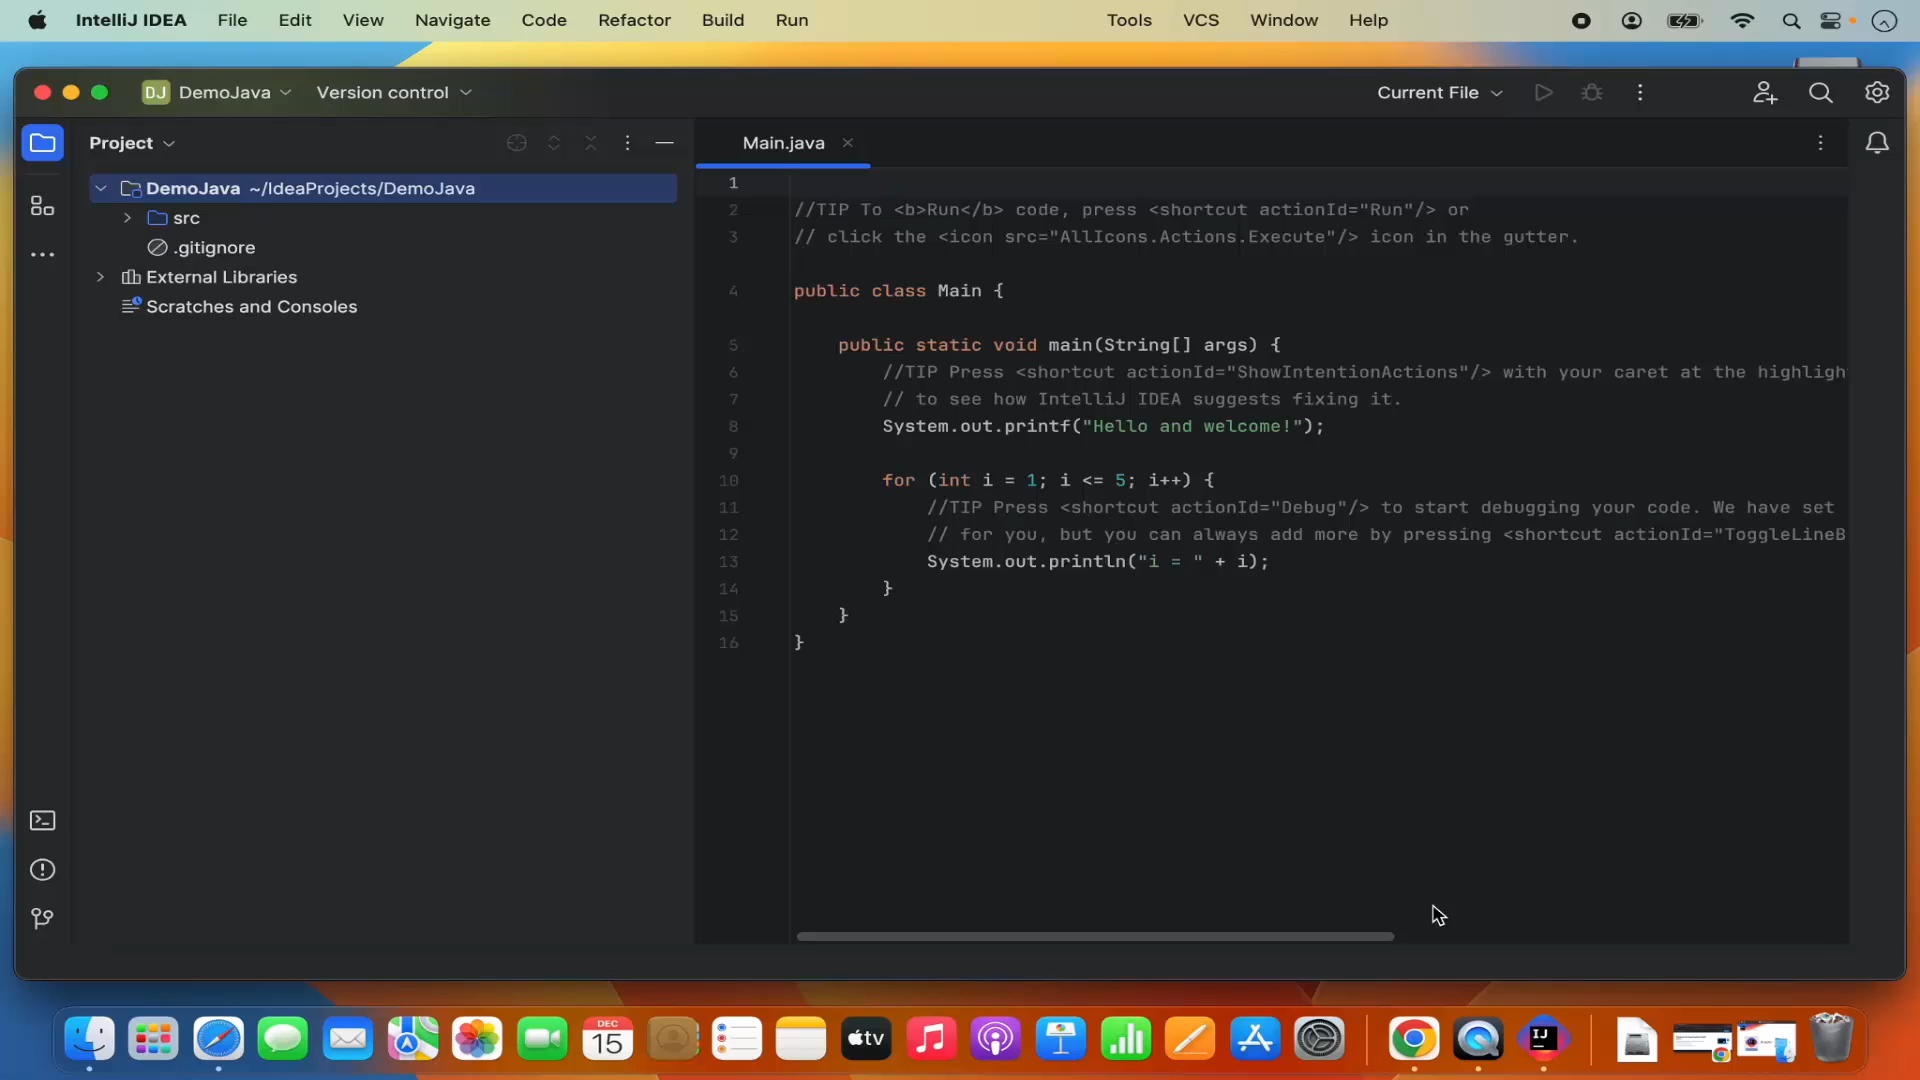 IntelliJ IDEA File Edit View Navigate Code Refactor Build Run Tools VCS Window Help
DJ DemoJava Version control Current File
Project
DemoJava ~/IdeaProjects/DemoJava
src
.gitignore
External Libraries
Scratches and Consoles
Main.java
1
2 //TIP To <b>Run</b> code, press <shortcut actionId="Run"/> or
3 // click the <icon src="AllIcons.Actions.Execute"/> icon in the gutter.
4 public class Main {
5 public static void main(String[] args) {
6 //TIP Press <shortcut actionId="ShowIntentionActions"/> with your caret at the highligh
7 // to see how IntelliJ IDEA suggests fixing it.
8 System.out.printf("Hello and welcome!");
9
10 for (int i = 1; i <= 5; i++) {
11 //TIP Press <shortcut actionId="Debug"/> to start debugging your code. We have set
12 // for you, but you can always add more by pressing <shortcut actionId="ToggleLineB
13 System.out.println("i = " + i);
14 }
15 }
16 }
DEC
15
tv
IJ